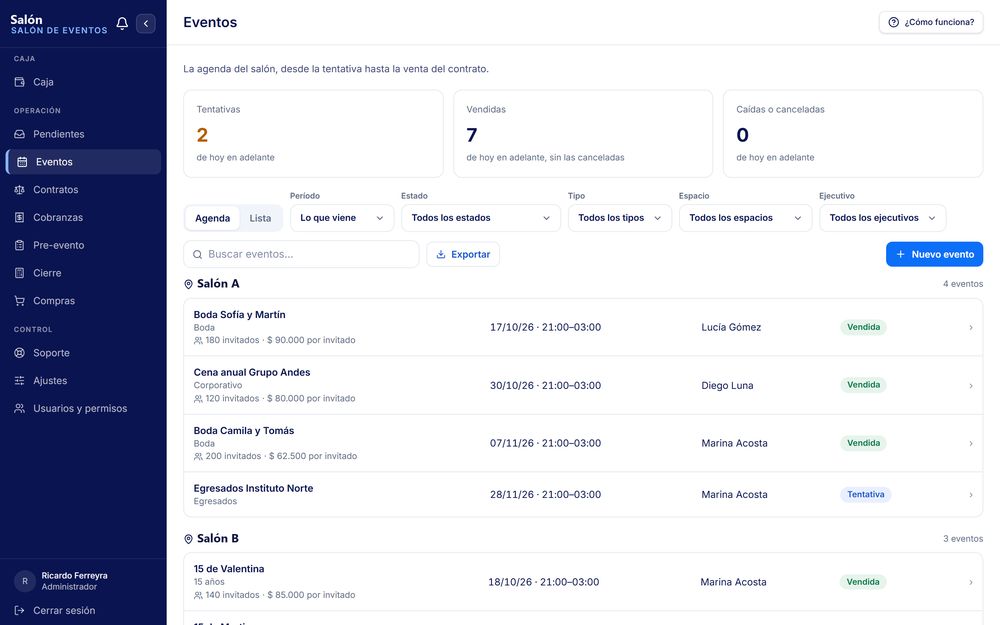 Salón
SALÓN DE EVENTOS
CAJA
Caja
OPERACIÓN
Pendientes
Eventos
Contratos
Cobranzas
Pre-evento
Cierre
Compras
CONTROL
Soporte
Ajustes
Usuarios y permisos
R
Ricardo Ferreyra
Administrador
Cerrar sesión
Eventos
¿Cómo funciona?
La agenda del salón, desde la tentativa hasta la venta del contrato.
Tentativas
2
de hoy en adelante
Vendidas
7
de hoy en adelante, sin las canceladas
Caídas o canceladas
0
de hoy en adelante
Agenda Lista
Período
Lo que viene
Estado
Todos los estados
Tipo
Todos los tipos
Espacio
Todos los espacios
Ejecutivo
Todos los ejecutivos
Buscar eventos...
Exportar
Nuevo evento
Salón A 4 eventos
Boda Sofía y Martín
Boda
180 invitados · $ 90.000 por invitado
17/10/26 · 21:00–03:00
Lucía Gómez
Vendida
Cena anual Grupo Andes
Corporativo
120 invitados · $ 80.000 por invitado
30/10/26 · 21:00–03:00
Diego Luna
Vendida
Boda Camila y Tomás
Boda
200 invitados · $ 62.500 por invitado
07/11/26 · 21:00–03:00
Marina Acosta
Vendida
Egresados Instituto Norte
Egresados
28/11/26 · 21:00–03:00
Marina Acosta
Tentativa
Salón B 3 eventos
15 de Valentina
15 años
140 invitados · $ 85.000 por invitado
18/10/26 · 21:00–03:00
Marina Acosta
Vendida